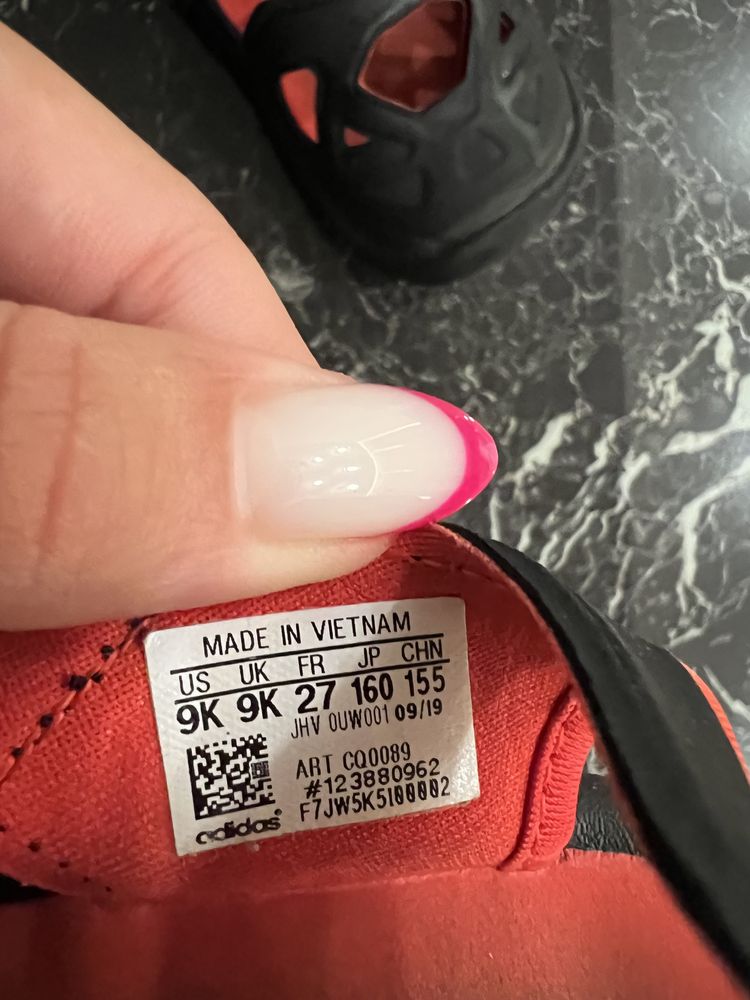 MADE IN VIETNAM
US UK FR JP CHN
9K 9K 27 160 155
JHV 0UW001 09/19
ART CQ0089
#123880962
F7JW5K5I00002
adidas